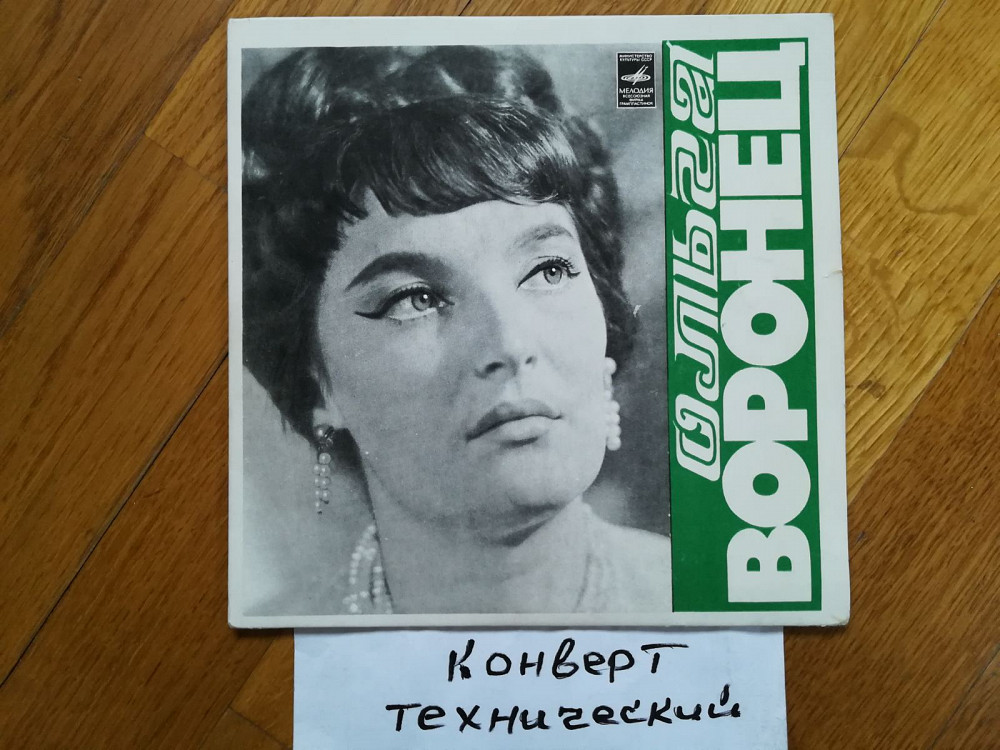 МИНИСТЕРСТВО
КУЛЬТУРЫ СССР
МЕЛОДИЯ
ВСЕСОЮЗНАЯ
ФИРМА
ГРАМПЛАСТИНОК
ОЛЬГА
ВОРОНЕЦ
Конверт
технический